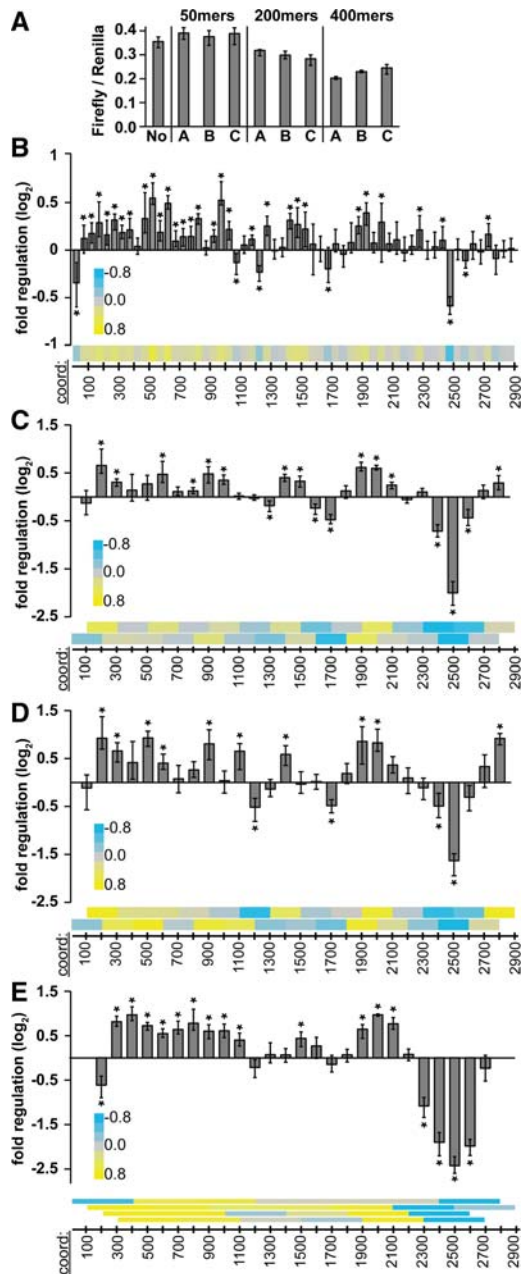 A
50mers 200mers 400mers
Firefly / Renilla
0.4
0.3
0.2
0.1
0.0
No A B C A B C A B C
B
fold regulation (log2)
1
0.5
0
-0.5
-1
* * * * * * * * * * * * * * * * * * * * * * * * * * * * * * * * * *
-0.8
0.0
0.8
coord:
100 300 500 700 900 1100 1300 1500 1700 1900 2100 2300 2500 2700 2900
C
fold regulation (log2)
1.5
0.5
-0.5
-1.5
-2.5
* * * * * * * * * * * * * * * * * *
-0.8
0.0
0.8
coord:
100 300 500 700 900 1100 1300 1500 1700 1900 2100 2300 2500 2700 2900
D
fold regulation (log2)
1.5
0.5
-0.5
-1.5
-2.5
* * * * * * * * * * * * * *
-0.8
0.0
0.8
coord:
100 300 500 700 900 1100 1300 1500 1700 1900 2100 2300 2500 2700 2900
E
fold regulation (log2)
1.5
0.5
-0.5
-1.5
-2.5
* * * * * * * * * * * * * * * * * *
-0.8
0.0
0.8
coord:
100 300 500 700 900 1100 1300 1500 1700 1900 2100 2300 2500 2700 2900